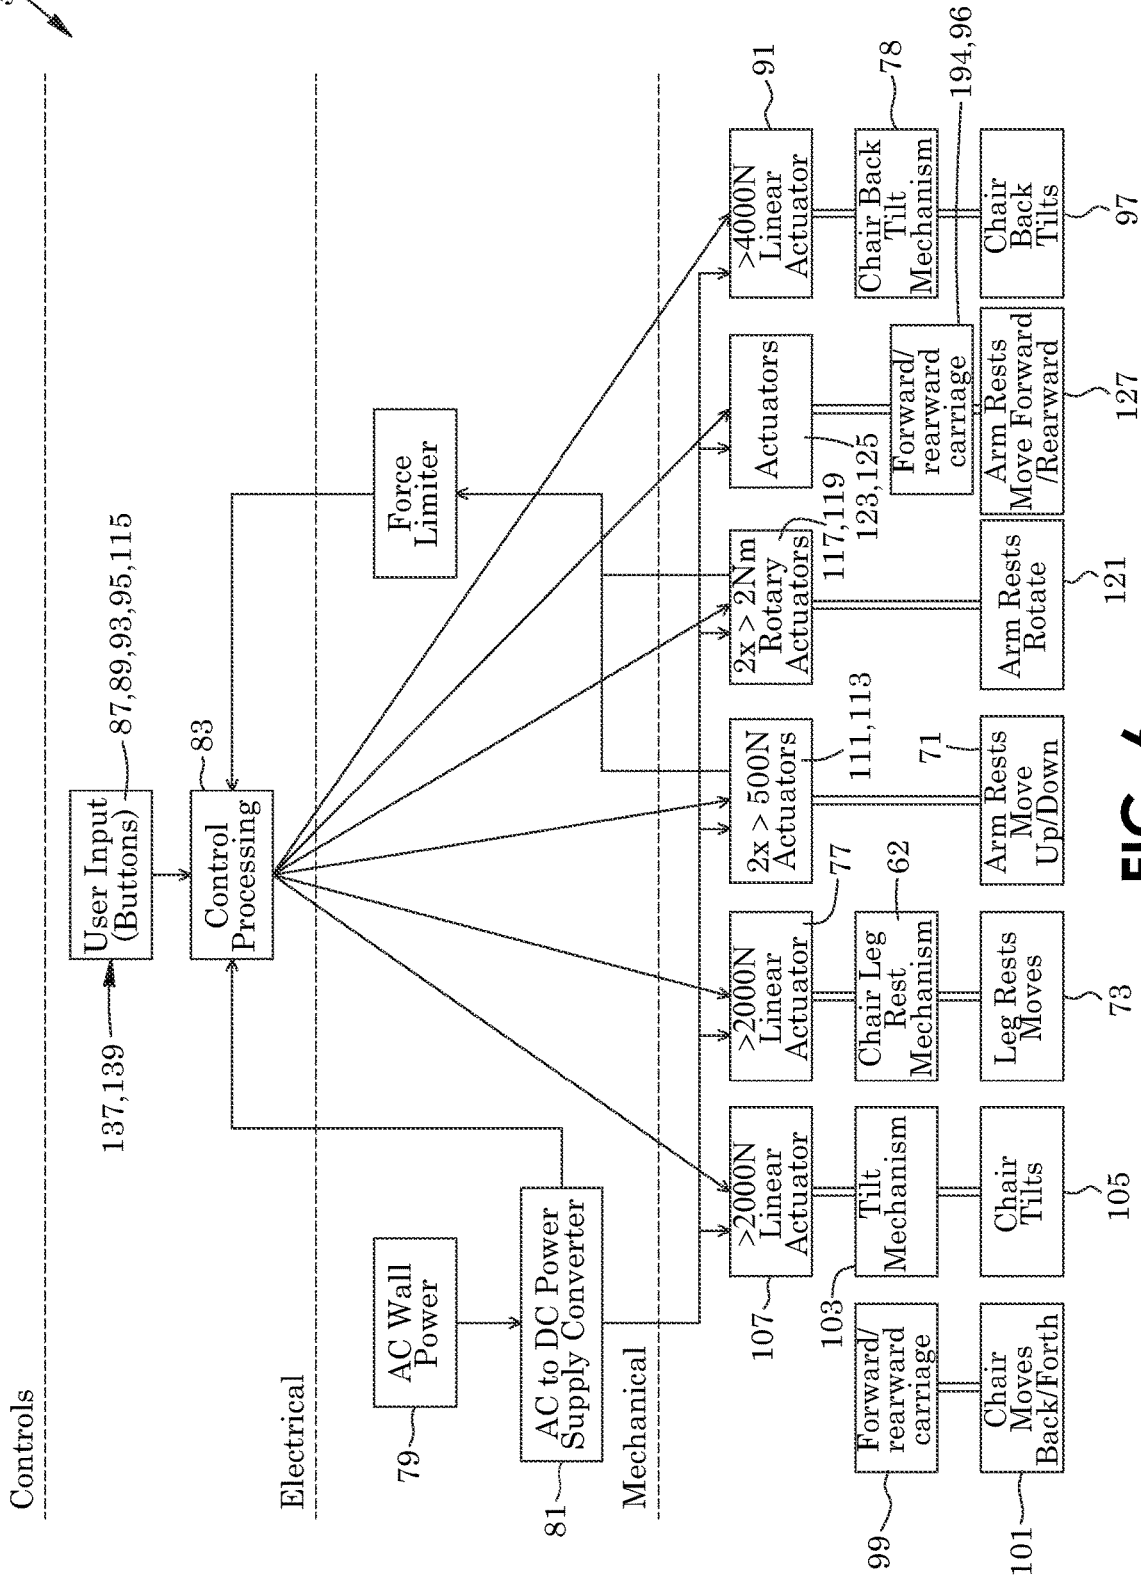 Controls
137,139
User Input
(Buttons)
87,89,93,95,115
Control
Processing
83
Electrical
79
AC Wall
Power
Force
Limiter
81
AC to DC Power
Supply Converter
Mechanical
107
>2000N
Linear
Actuator
>2000N
Linear
Actuator
77
2x > 500N
Actuators
111,113
2x > 2Nm
Rotary
Actuators
117,119
Actuators
123,125
>4000N
Linear
Actuator
91
99
Forward/
rearward
carriage
103
Tilt
Mechanism
Chair Leg
Rest
Mechanism
62
Forward/
rearward
carriage
194,96
Chair Back
Tilt
Mechanism
78
101
Chair
Moves
Back/Forth
Chair
Tilts
105
Leg Rests
Moves
73
71
Arm Rests
Move
Up/Down
Arm Rests
Rotate
121
Arm Rests
Move Forward
/Rearward
127
Chair
Back
Tilts
97